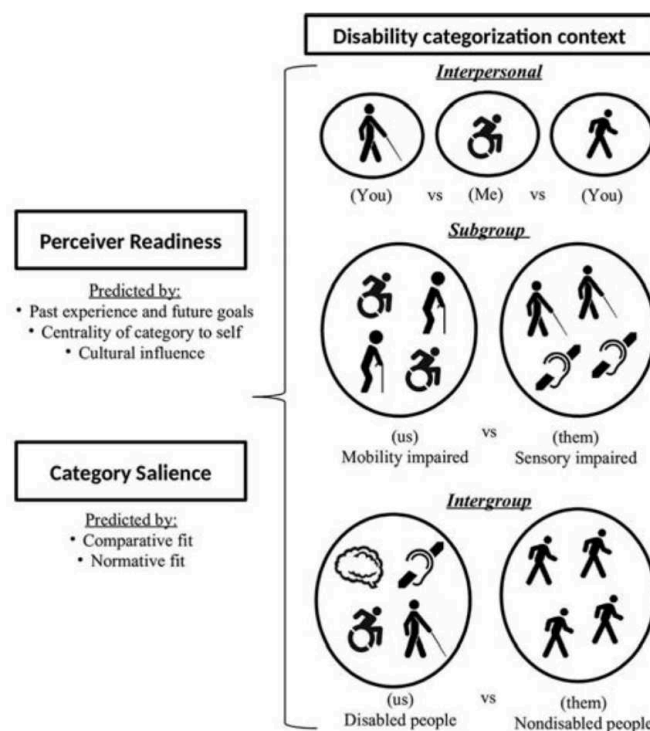 Disability categorization context
Interpersonal
(You) vs (Me) vs (You)
Perceiver Readiness
Predicted by:
• Past experience and future goals
• Centrality of category to self
• Cultural influence
Subgroup
(us) vs (them)
Mobility impaired Sensory impaired
Category Salience
Predicted by:
• Comparative fit
• Normative fit
Intergroup
(us) vs (them)
Disabled people Nondisabled people